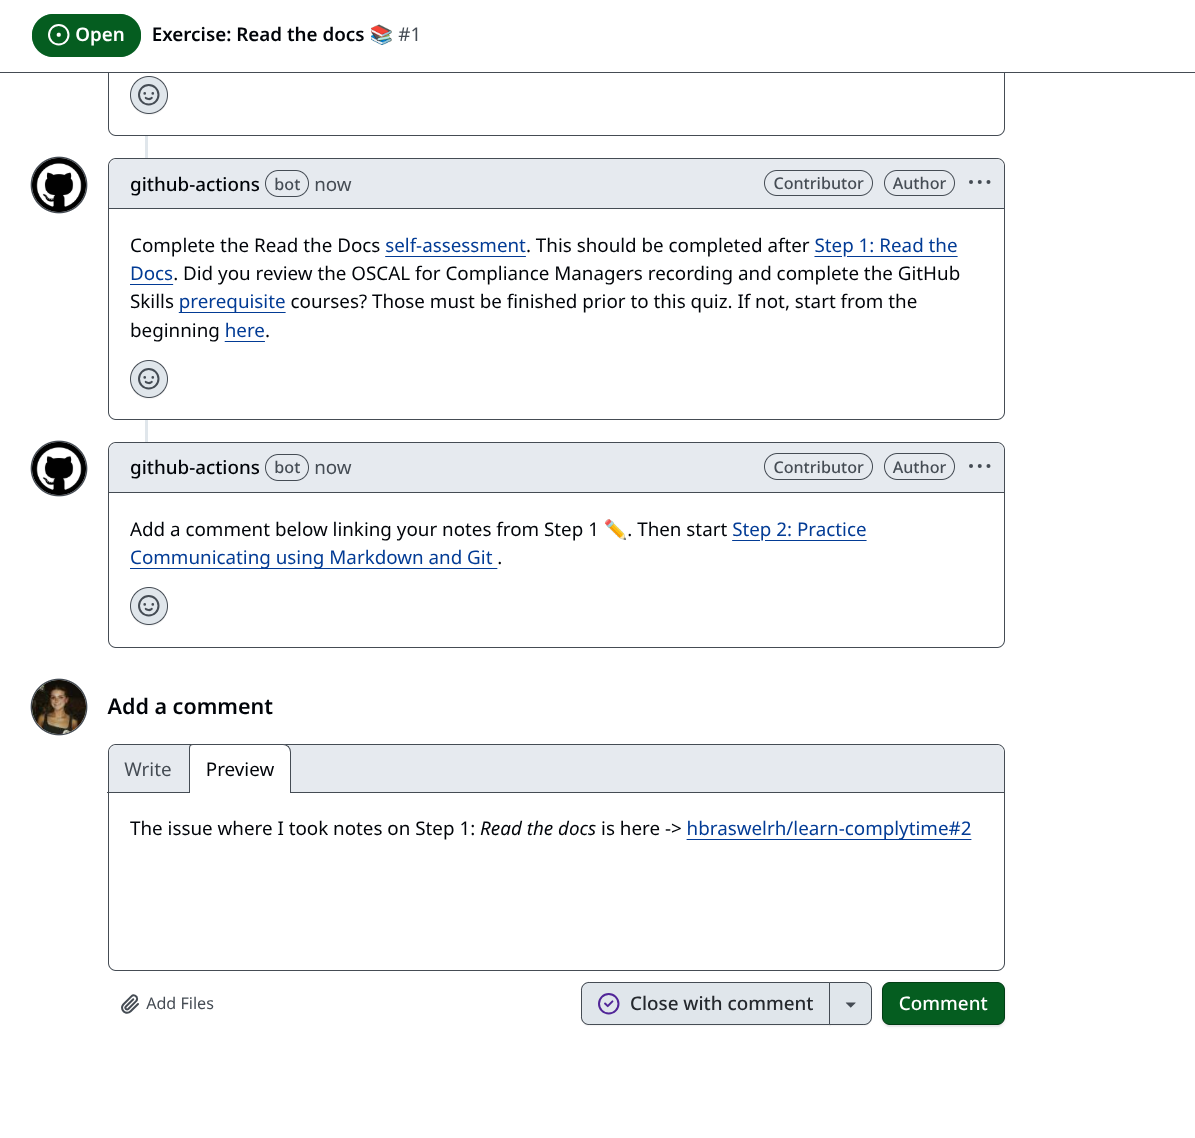 Open Exercise: Read the docs 📚 #1
github-actions bot now Contributor Author ...
Complete the Read the Docs self-assessment. This should be completed after Step 1: Read the
Docs. Did you review the OSCAL for Compliance Managers recording and complete the GitHub
Skills prerequisite courses? Those must be finished prior to this quiz. If not, start from the
beginning here.
github-actions bot now Contributor Author ...
Add a comment below linking your notes from Step 1 ✏️. Then start Step 2: Practice
Communicating using Markdown and Git .
Add a comment
Write Preview
The issue where I took notes on Step 1: Read the docs is here -> hbraswelrh/learn-complytime#2
Add Files Close with comment Comment